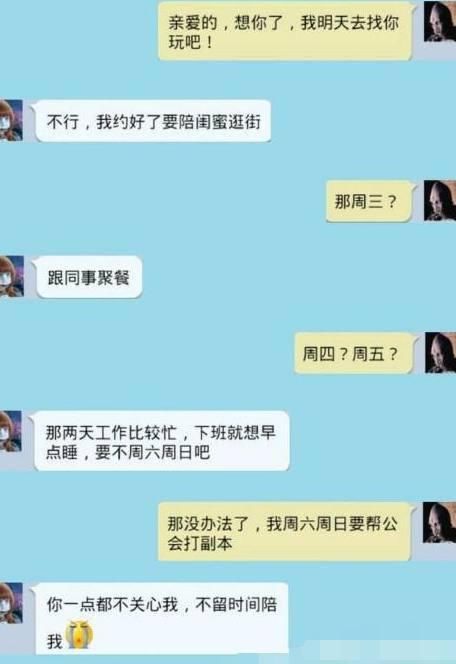 亲爱的，想你了，我明天去找你
玩吧！
不行，我约好了要陪闺蜜逛街
那周三？
跟同事聚餐
周四？周五？
那两天工作比较忙，下班就想早
点睡，要不周六周日吧
那没办法了，我周六周日要帮公
会打副本
你一点都不关心我，不留时间陪
我